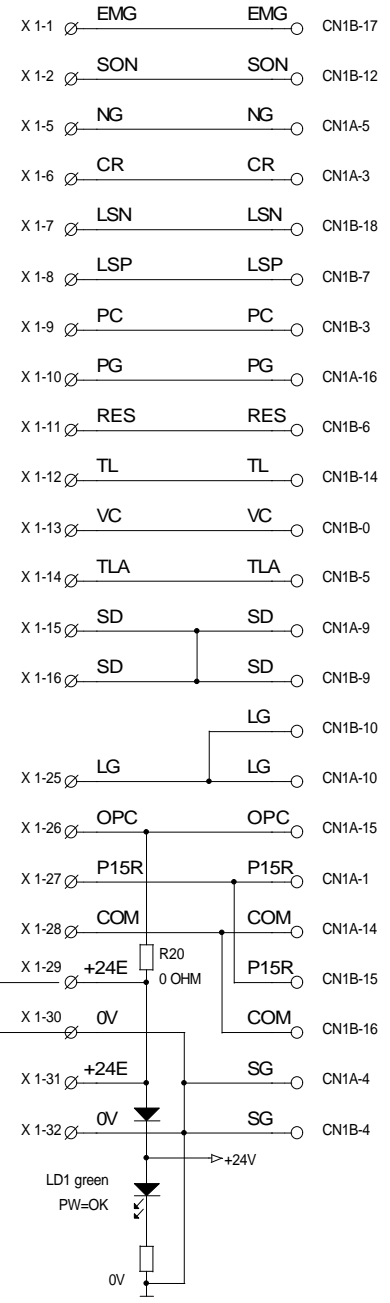 X 1-1 EMG EMG CN1B-17
X 1-2 SON SON CN1B-12
X 1-5 NG NG CN1A-5
X 1-6 CR CR CN1A-3
X 1-7 LSN LSN CN1B-18
X 1-8 LSP LSP CN1B-7
X 1-9 PC PC CN1B-3
X 1-10 PG PG CN1A-16
X 1-11 RES RES CN1B-6
X 1-12 TL TL CN1B-14
X 1-13 VC VC CN1B-0
X 1-14 TLA TLA CN1B-5
X 1-15 SD SD CN1A-9
X 1-16 SD SD CN1B-9
LG CN1B-10
X 1-25 LG LG CN1A-10
X 1-26 OPC OPC CN1A-15
X 1-27 P15R P15R CN1A-1
X 1-28 COM COM CN1A-14
R20
X 1-29 +24E 0 OHM P15R CN1B-15
X 1-30 0V COM CN1B-16
X 1-31 +24E SG CN1A-4
X 1-32 0V SG CN1B-4
+24V
LD1 green
PW=OK
0V